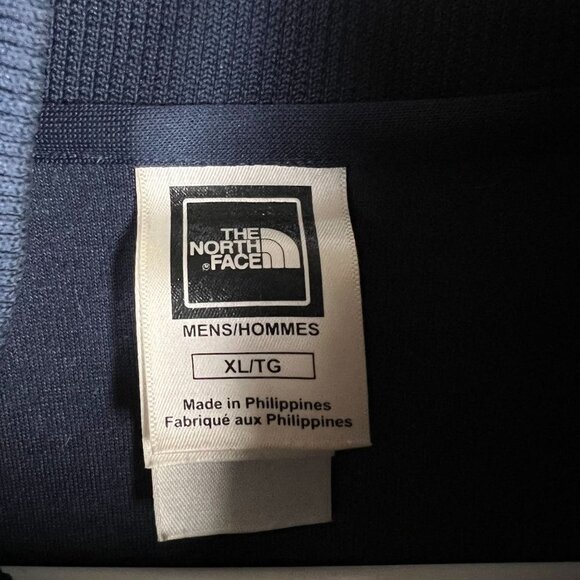 THE
NORTH
®FACE
MENS/HOMMES
XL/TG
Made in Philippines
Fabriqué aux Philippines